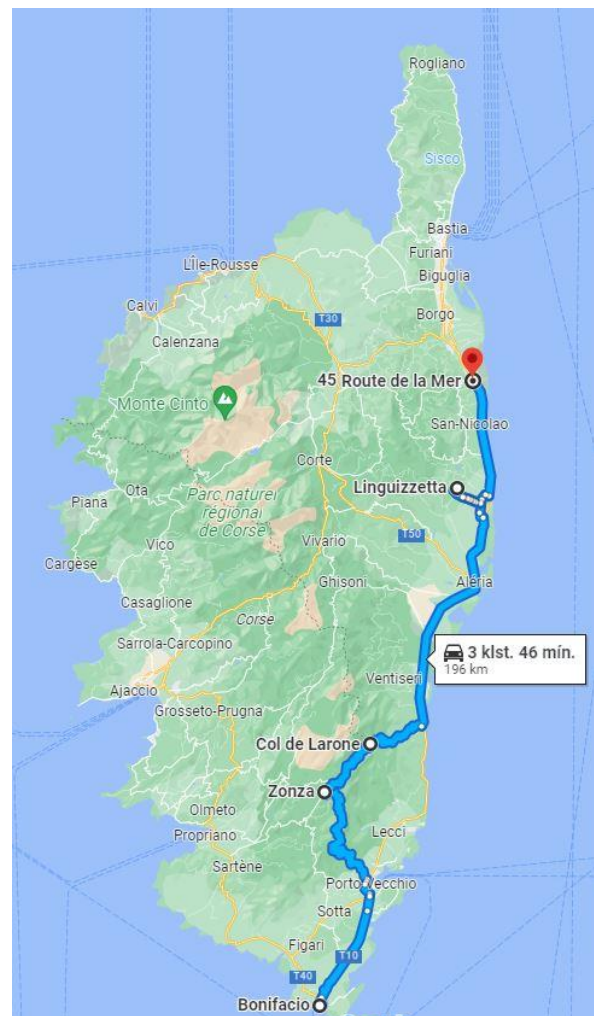 Rogliano
Sisco
Bastia
Furiani
L'Île-Rousse
Biguglia
Calvi
Borgo
T30
Calenzana
45 Route de la Mer
Monte Cinto
San-Nicolao
Corte
Linguizzetta
Ota
Parc naturel
régional
de Corse
Piana
T50
Vico
Vivario
Cargèse
Ghisoni
Aléria
Casaglione
Corse
Sarrola-Carcopino
3 klst. 46 mín.
196 km
Ventiseri
Ajaccio
Grosseto-Prugna
Col de Larone
Zonza
Olmeto
Propriano
Lecci
Sartène
Porto-Vecchio
Sotta
Figari
T10
T40
Bonifacio